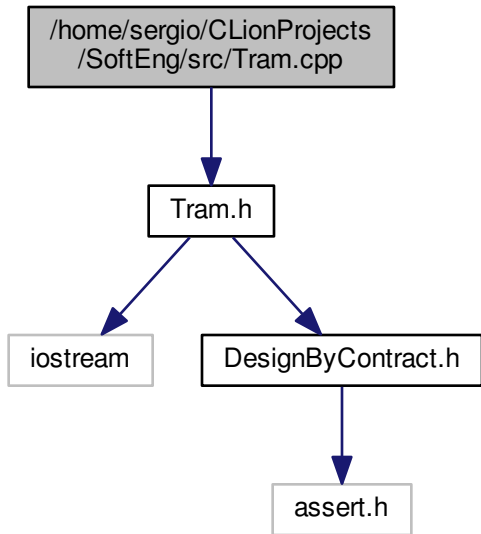 /home/sergio/CLionProjects
/SoftEng/src/Tram.cpp
Tram.h
iostream
DesignByContract.h
assert.h